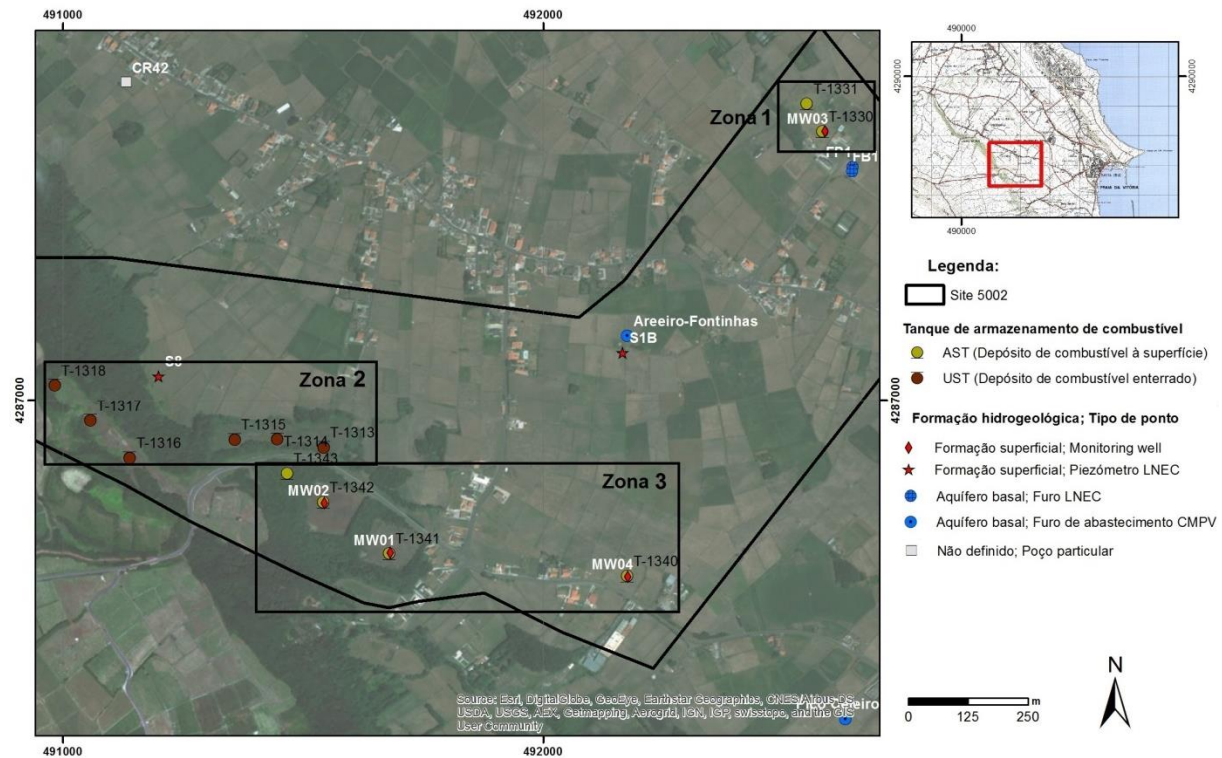 491000
492000
CR42
T-1331
Zona 1
MW03
T-1330
FB1
Areeiro-Fontinhas
S1B
S8
Zona 2
T-1318
T-1317
T-1316
T-1315
T-1314
T-1313
T-1343
Zona 3
MW02
T-1342
MW01
T-1341
MW04
T-1340
Source: Esri, DigitalGlobe, GeoEye, Earthstar Geographics, CNES/Airbus DS,
USDA, USGS, AEX, Getmapping, Aerogrid, IGN, IGP, swisstopo, and the GIS
User Community
491000
492000
4287000
4287000
490000
4290000
4290000
490000
PRAIA DA VITÓRIA
Legenda:
Site 5002
Tanque de armazenamento de combustível
AST (Depósito de combustível à superfície)
UST (Depósito de combustível enterrado)
Formação hidrogeológica; Tipo de ponto
Formação superficial; Monitoring well
Formação superficial; Piezómetro LNEC
Aquífero basal; Furo LNEC
Aquífero basal; Furo de abastecimento CMPV
Não definido; Poço particular
N
m
0 125 250